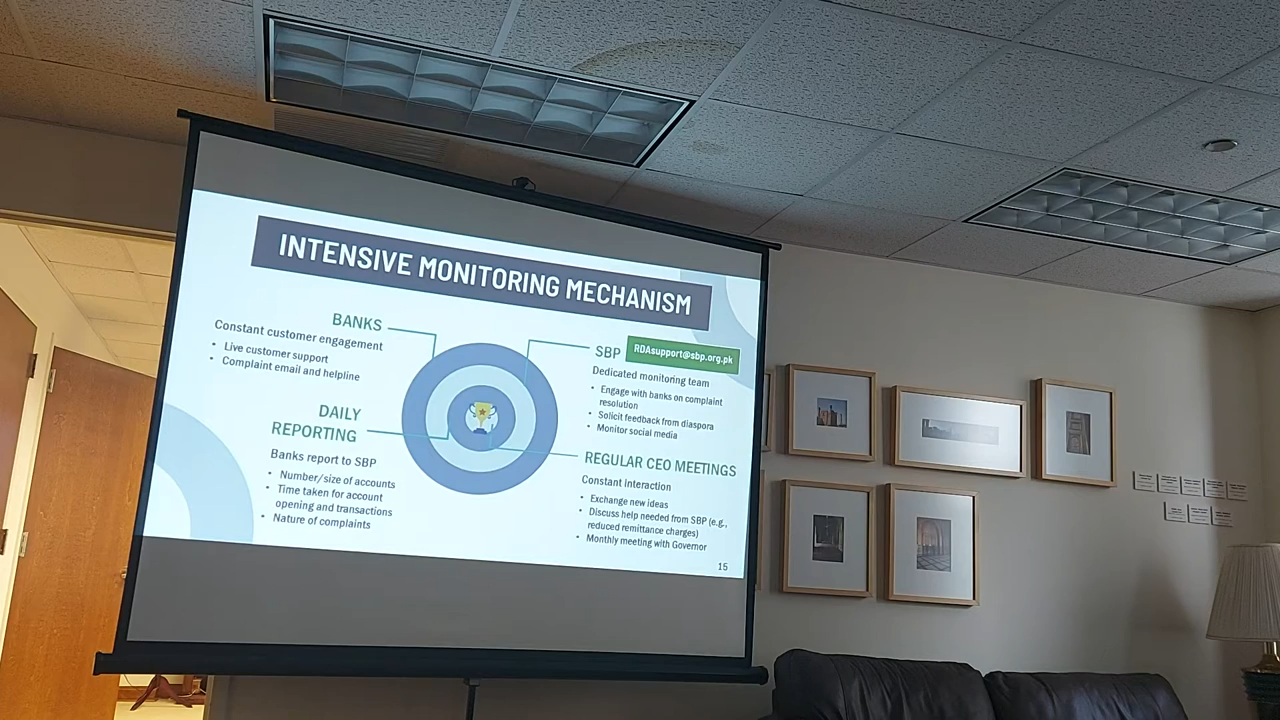 INTENSIVE MONITORING MECHANISM
BANKS
Constant customer engagement
• Live customer support
• Complaint email and helpline
DAILY
REPORTING
Banks report to SBP
• Number/size of accounts
• Time taken for account
opening and transactions
• Nature of complaints
SBP
RDAsupport@sbp.org.pk
Dedicated monitoring team
• Engage with banks on complaint
resolution
• Solicit feedback from diaspora
• Monitor social media
REGULAR CEO MEETINGS
Constant interaction
• Exchange new ideas
• Discuss help needed from SBP (e.g.,
reduced remittance charges)
• Monthly meeting with Governor
15